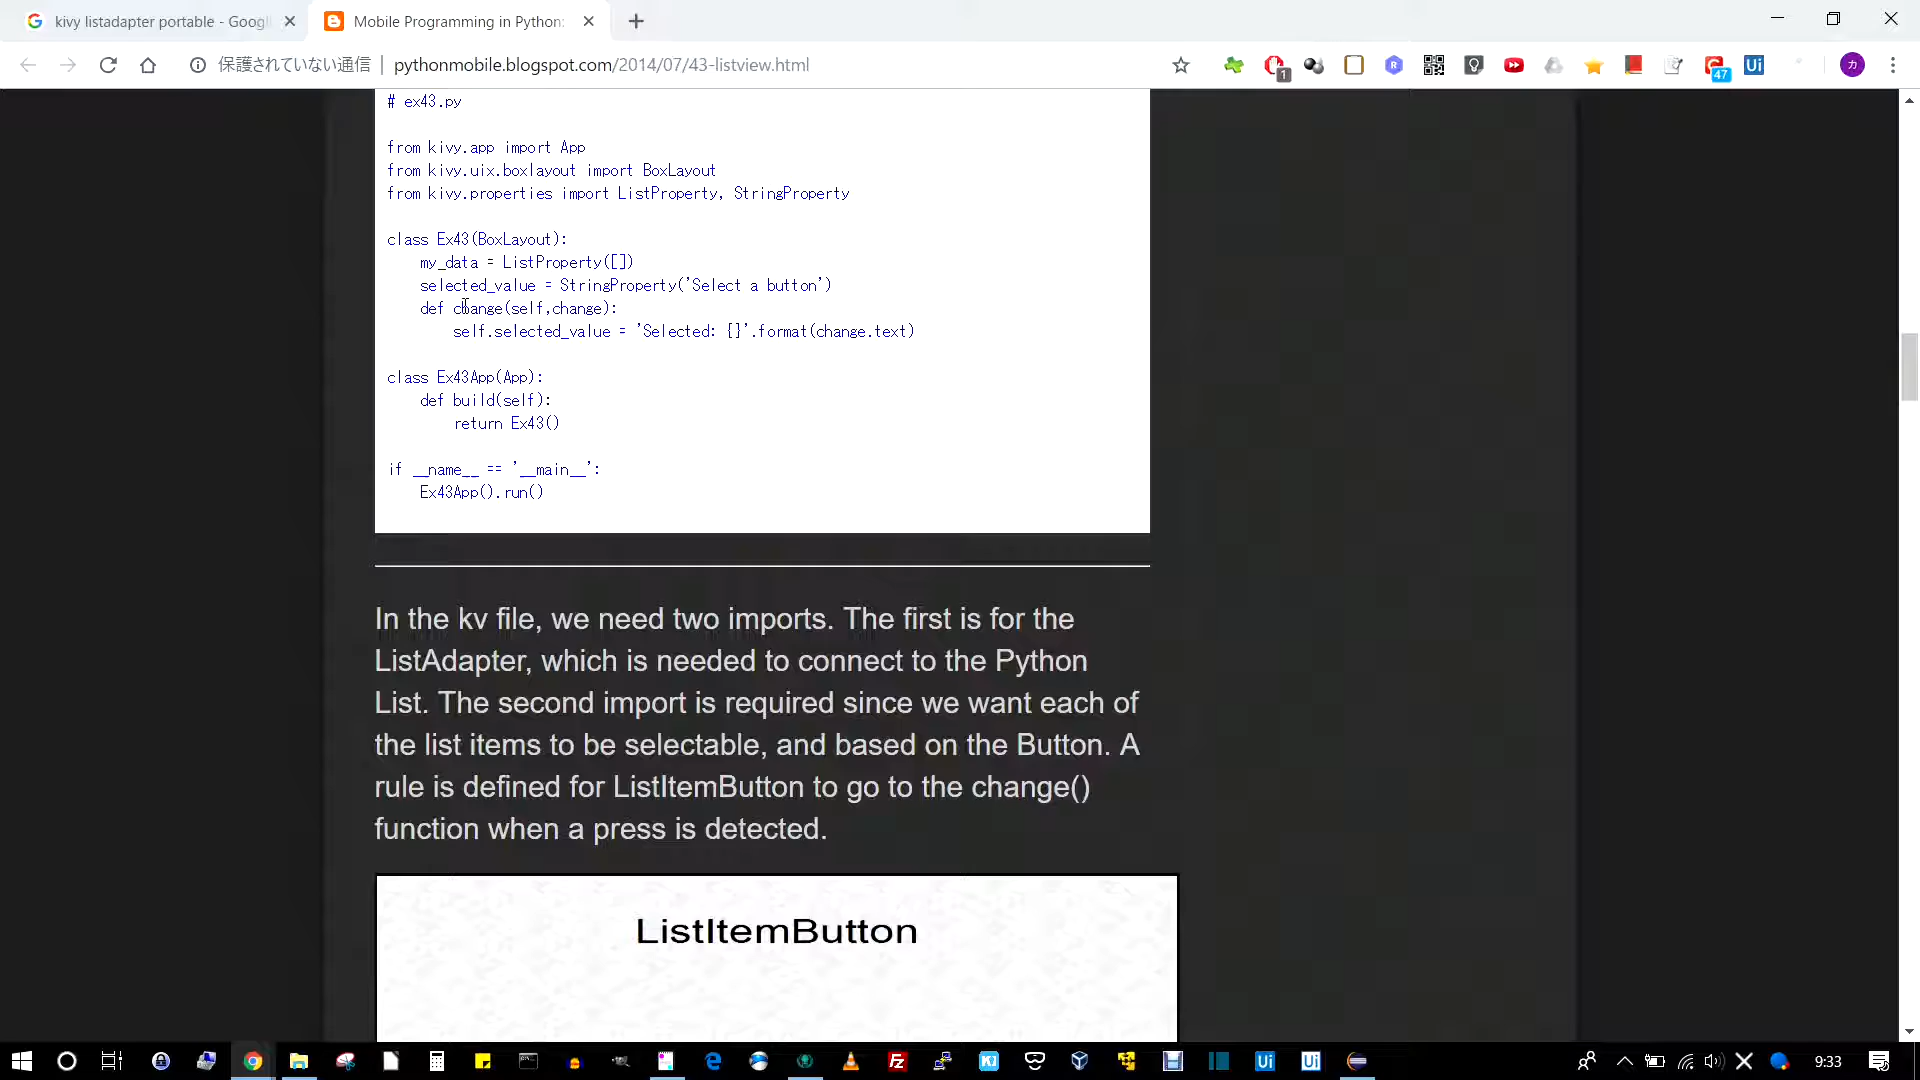 kivy listadapter portable - Googl
Mobile Programming in Python:
保護されていない通信 | pythonmobile.blogspot.com/2014/07/43-listview.html
1
47
Ui
カ
# ex43.py
from kivy.app import App
from kivy.uix.boxlayout import BoxLayout
from kivy.properties import ListProperty, StringProperty
class Ex43(BoxLayout):
my_data = ListProperty([])
selected_value = StringProperty('Select a button')
def change(self,change):
self.selected_value = 'Selected: {}'.format(change.text)
class Ex43App(App):
def build(self):
return Ex43()
if __name__ == '__main__':
Ex43App().run()
In the kv file, we need two imports. The first is for the
ListAdapter, which is needed to connect to the Python
List. The second import is required since we want each of
the list items to be selectable, and based on the Button. A
rule is defined for ListItemButton to go to the change()
function when a press is detected.
ListItemButton
Ui
Ui
9:33